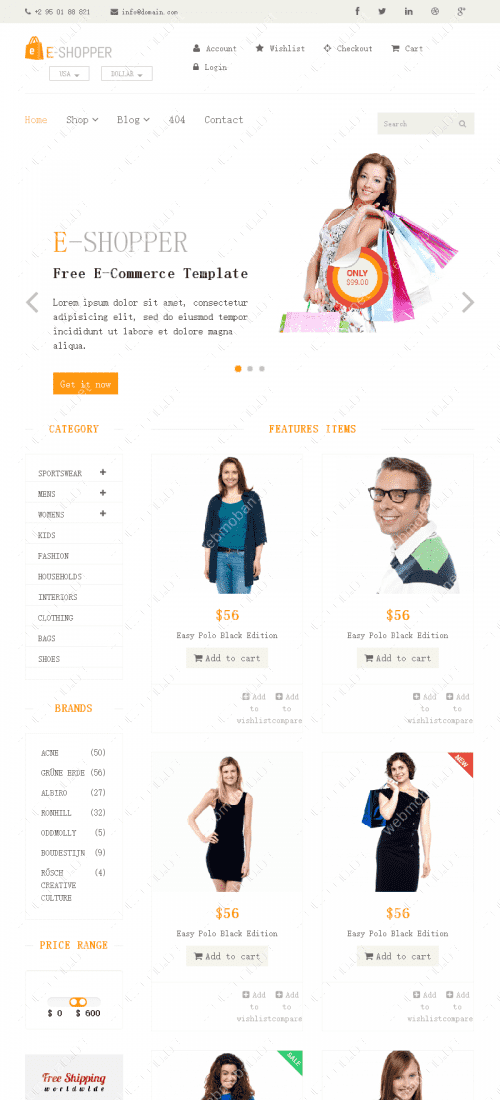 +2 95 01 88 821
info@domain.com
E-SHOPPER
USA
DOLLAR
Account
Wishlist
Checkout
Cart
Login
Home
Shop
Blog
404
Contact
Search
E-SHOPPER
Free E-Commerce Template
Lorem ipsum dolor sit amet, consectetur
adipisicing elit, sed do eiusmod tempor
incididunt ut labore et dolore magna
aliqua.
Get it now
ONLY
$99.00
CATEGORY
SPORTSWEAR
MENS
WOMENS
KIDS
FASHION
HOUSEHOLDS
INTERIORS
CLOTHING
BAGS
SHOES
BRANDS
ACNE (50)
GRÜNE ERDE (56)
ALBIRO (27)
RONHILL (32)
ODDMOLLY (5)
BOUDESTIJN (9)
RÖSCH (4)
CREATIVE
CULTURE
PRICE RANGE
$ 0 $ 600
Free Shipping
worldwide
FEATURES ITEMS
$56
Easy Polo Black Edition
Add to cart
Add
to
wishlist
Add
to
compare
$56
Easy Polo Black Edition
Add to cart
Add
to
wishlist
Add
to
compare
$56
Easy Polo Black Edition
Add to cart
Add
to
wishlist
Add
to
compare
NEW
$56
Easy Polo Black Edition
Add to cart
Add
to
wishlist
Add
to
compare
SALE